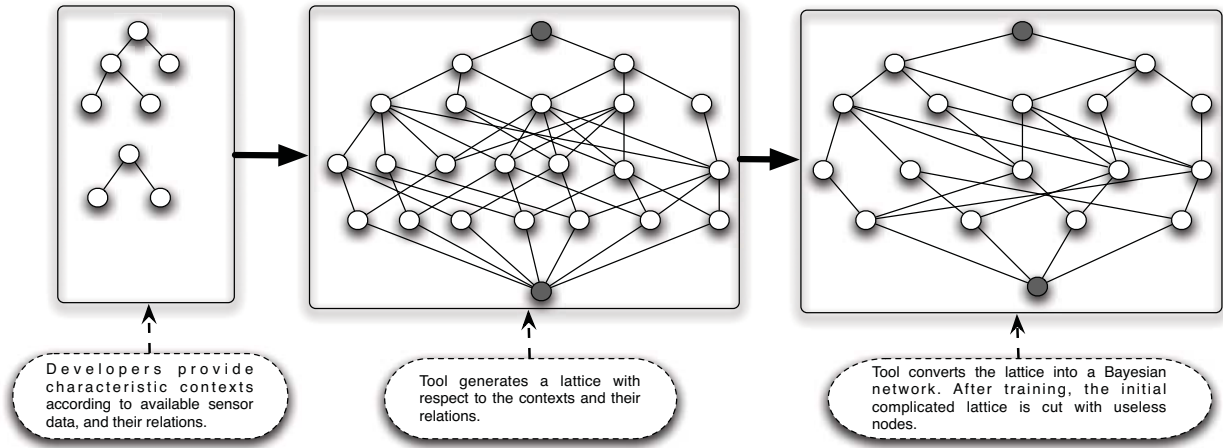 Developers provide
characteristic contexts
according to available sensor
data, and their relations.
Tool generates a lattice with
respect to the contexts and their
relations.
Tool converts the lattice into a Bayesian
network. After training, the initial
complicated lattice is cut with useless
nodes.